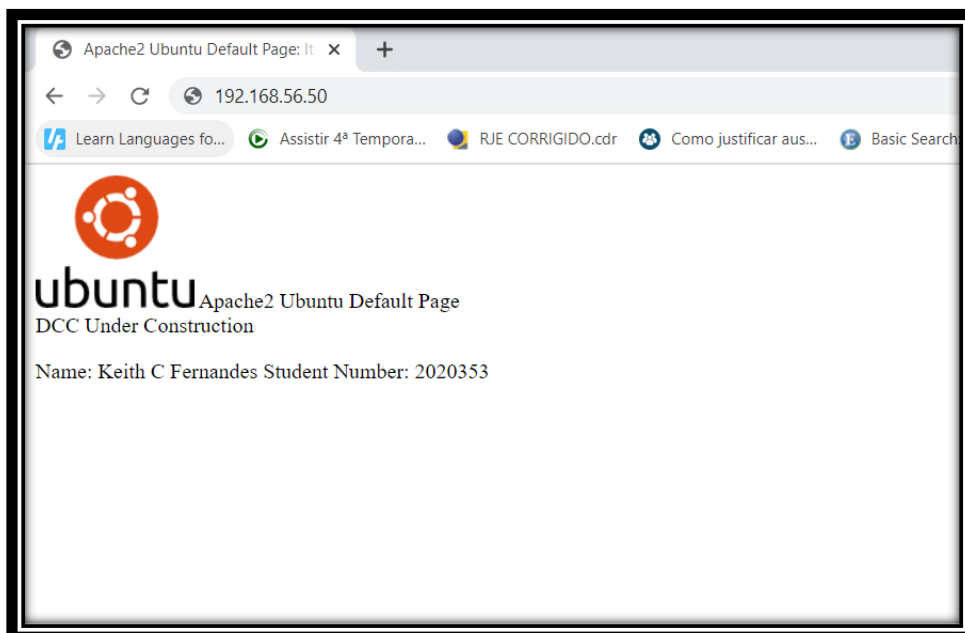 Apache2 Ubuntu Default Page: It
192.168.56.50
Learn Languages fo... Assistir 4ª Tempora... RJE CORRIGIDO.cdr Como justificar aus... Basic Search
ubuntu Apache2 Ubuntu Default Page
DCC Under Construction
Name: Keith C Fernandes Student Number: 2020353